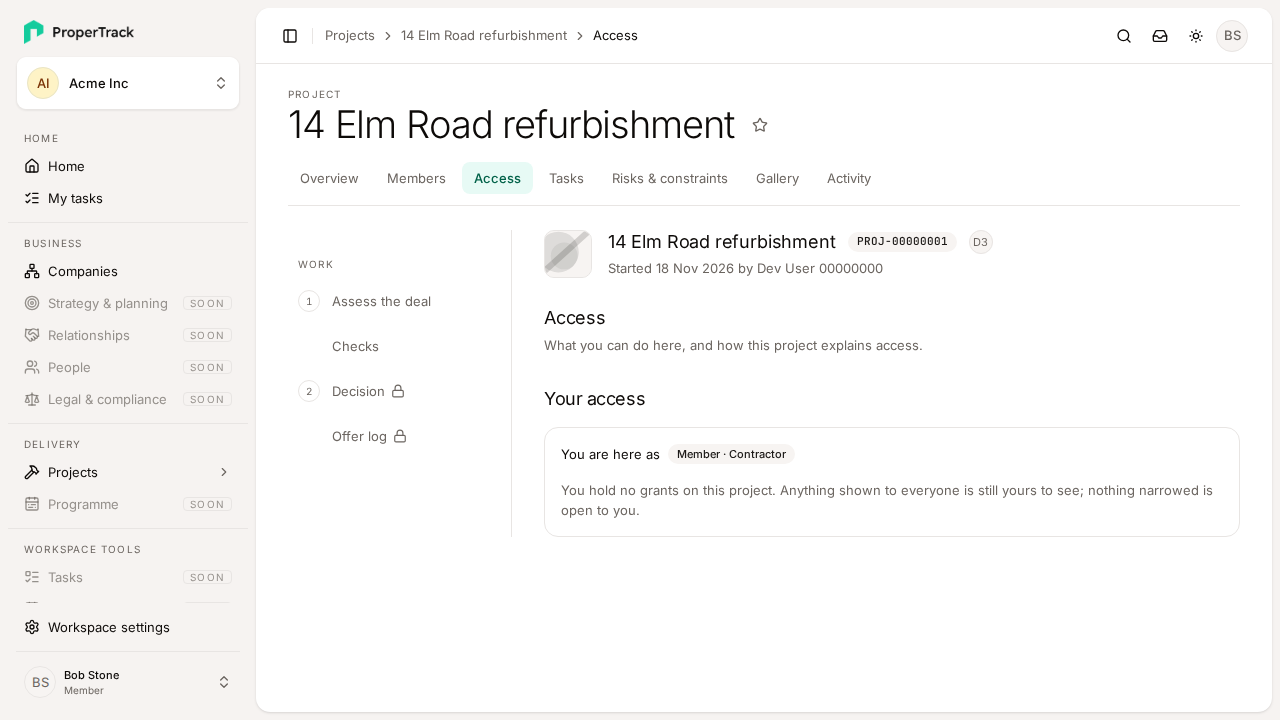 ProperTrack
AI
Acme Inc
HOME
Home
My tasks
BUSINESS
Companies
Strategy & planning
SOON
Relationships
SOON
People
SOON
Legal & compliance
SOON
DELIVERY
Projects
Programme
SOON
WORKSPACE TOOLS
Tasks
SOON
Workspace settings
BS
Bob Stone
Member
Projects
14 Elm Road refurbishment
Access
BS
PROJECT
14 Elm Road refurbishment
Overview
Members
Access
Tasks
Risks & constraints
Gallery
Activity
WORK
1
Assess the deal
Checks
2
Decision
Offer log
14 Elm Road refurbishment
PROJ-00000001
D3
Started 18 Nov 2026 by Dev User 00000000
Access
What you can do here, and how this project explains access.
Your access
You are here as
Member · Contractor
You hold no grants on this project. Anything shown to everyone is still yours to see; nothing narrowed is
open to you.